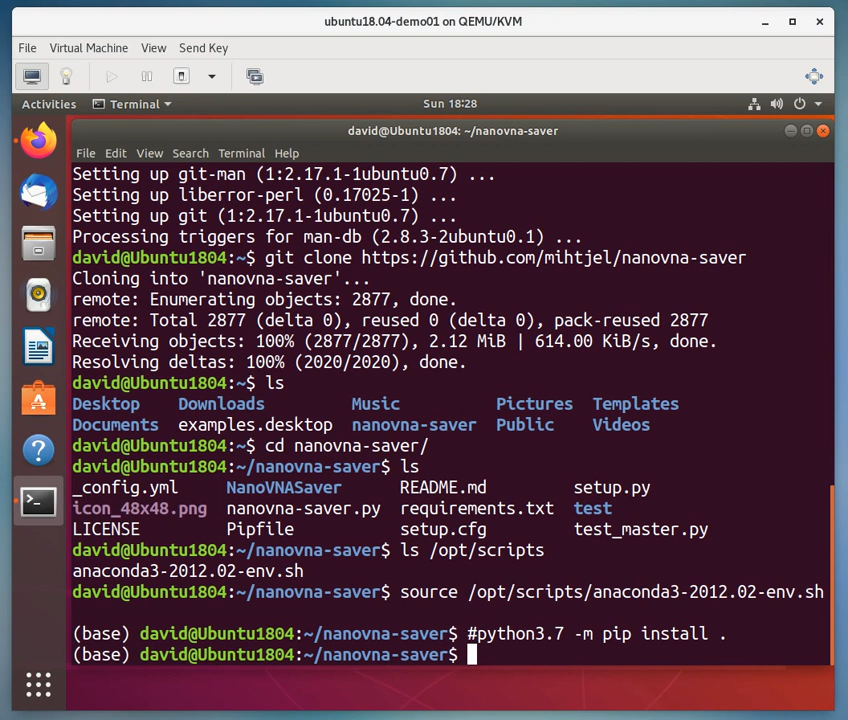 ubuntu18.04-demo01 on QEMU/KVM
File Virtual Machine View Send Key
Activities Terminal Sun 18:28
david@Ubuntu1804: ~/nanovna-saver
File Edit View Search Terminal Help
Setting up git-man (1:2.17.1-1ubuntu0.7) ...
Setting up liberror-perl (0.17025-1) ...
Setting up git (1:2.17.1-1ubuntu0.7) ...
Processing triggers for man-db (2.8.3-2ubuntu0.1) ...
david@Ubuntu1804:~$ git clone https://github.com/mihtjel/nanovna-saver
Cloning into 'nanovna-saver'...
remote: Enumerating objects: 2877, done.
remote: Total 2877 (delta 0), reused 0 (delta 0), pack-reused 2877
Receiving objects: 100% (2877/2877), 2.12 MiB | 614.00 KiB/s, done.
Resolving deltas: 100% (2020/2020), done.
david@Ubuntu1804:~$ ls
Desktop Downloads Music Pictures Templates
Documents examples.desktop nanovna-saver Public Videos
david@Ubuntu1804:~$ cd nanovna-saver/
david@Ubuntu1804:~/nanovna-saver$ ls
_config.yml NanoVNASaver README.md setup.py
icon_48x48.png nanovna-saver.py requirements.txt test
LICENSE Pipfile setup.cfg test_master.py
david@Ubuntu1804:~/nanovna-saver$ ls /opt/scripts
anaconda3-2012.02-env.sh
david@Ubuntu1804:~/nanovna-saver$ source /opt/scripts/anaconda3-2012.02-env.sh
(base) david@Ubuntu1804:~/nanovna-saver$ #python3.7 -m pip install .
(base) david@Ubuntu1804:~/nanovna-saver$